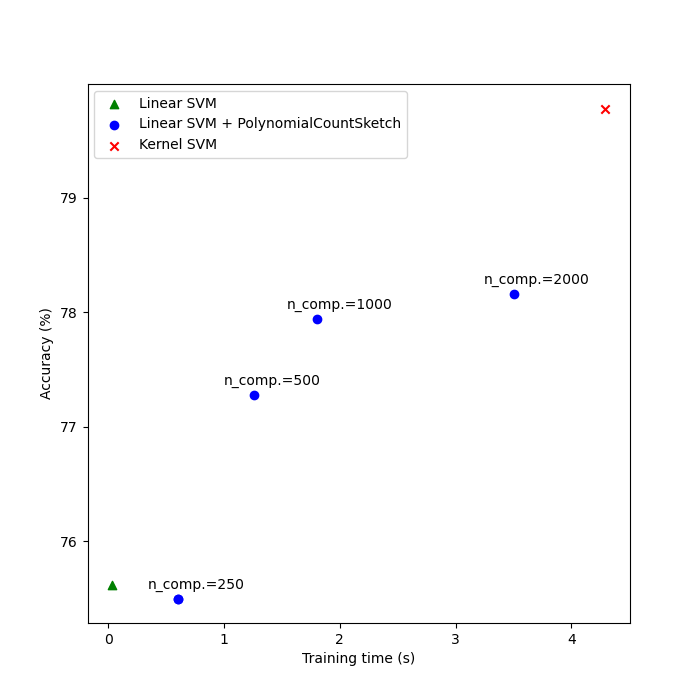 Linear SVM
Linear SVM + PolynomialCountSketch
Kernel SVM
79
n_comp.=2000
78
n_comp.=1000
n_comp.=500
77
76
n_comp.=250
0 1 2 3 4
Training time (s)
Accuracy (%)